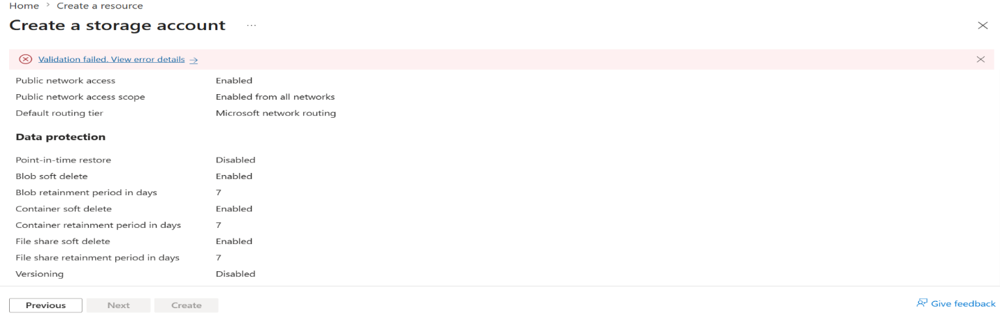 Home > Create a resource
Create a storage account ...
Validation failed. View error details →
Public network access Enabled
Public network access scope Enabled from all networks
Default routing tier Microsoft network routing
Data protection
Point-in-time restore Disabled
Blob soft delete Enabled
Blob retainment period in days 7
Container soft delete Enabled
Container retainment period in days 7
File share soft delete Enabled
File share retainment period in days 7
Versioning Disabled
Previous Next Create Give feedback